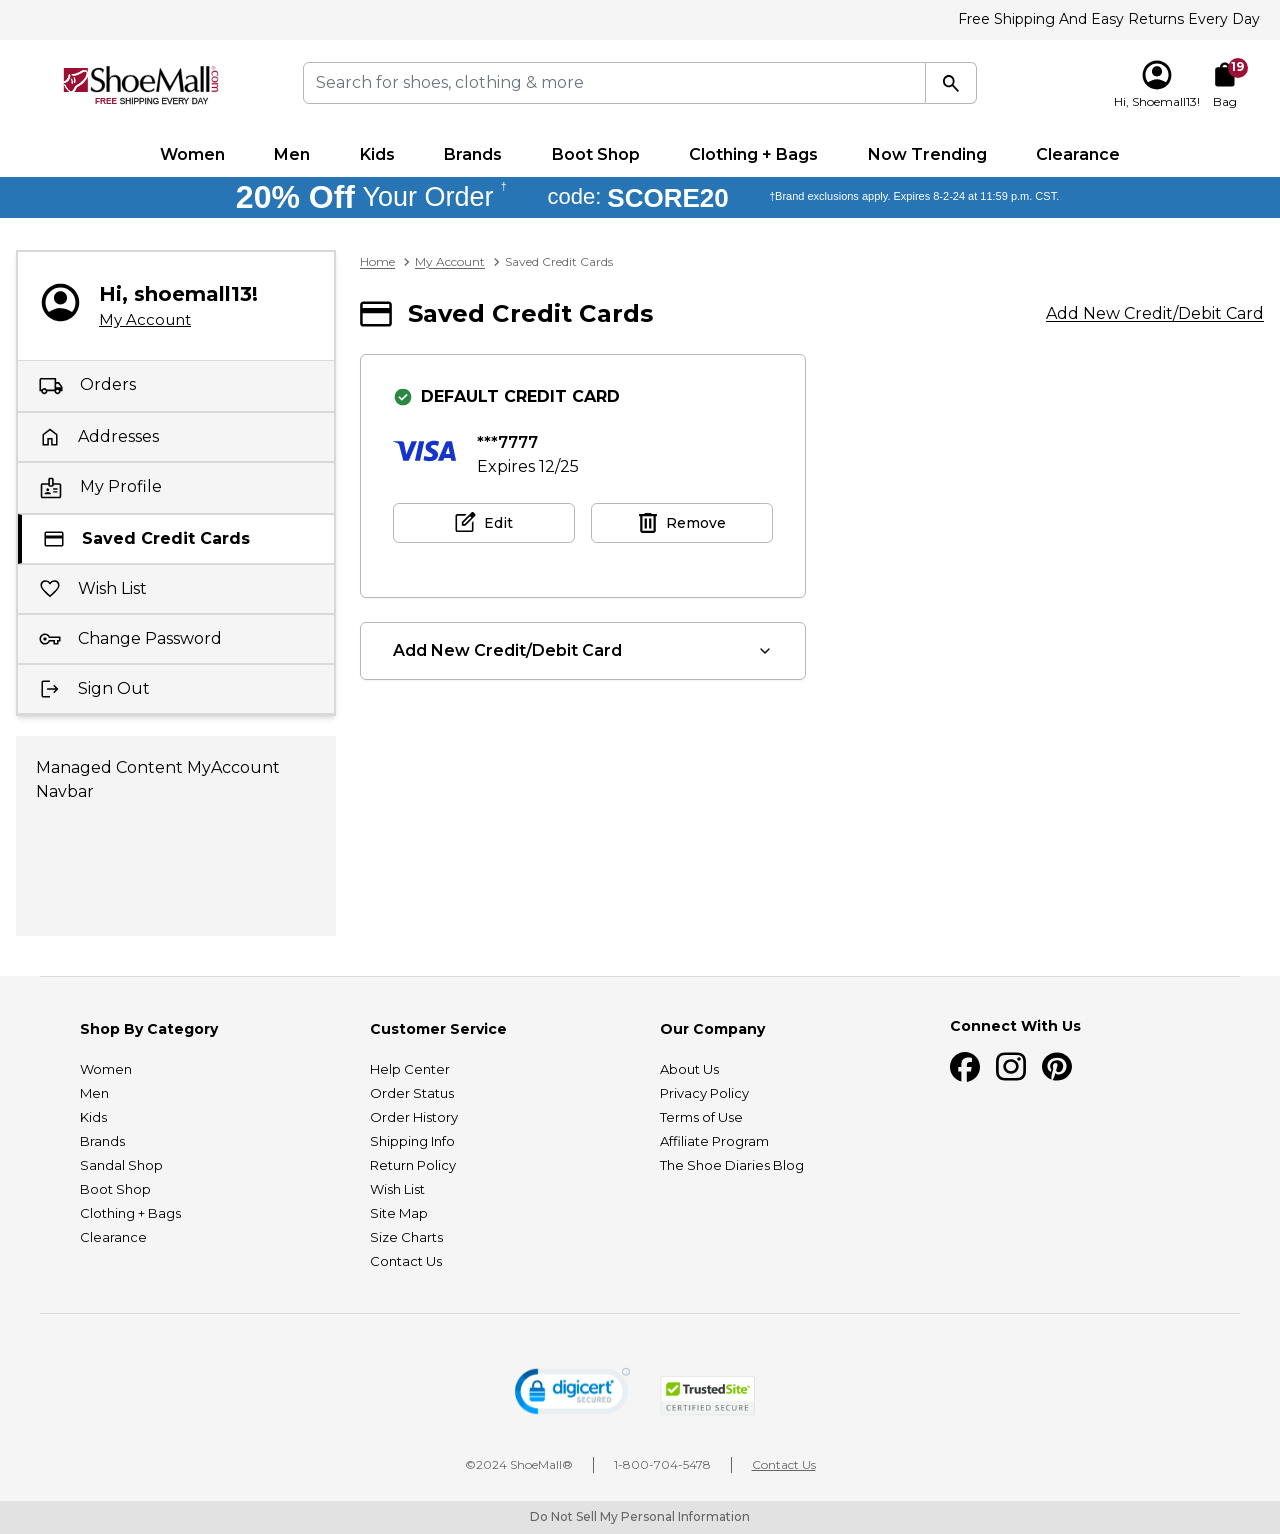 Free Shipping And Easy Returns Every Day
ShoeMall.com
FREE SHIPPING EVERY DAY
Search for shoes, clothing & more
Hi, Shoemall13!
19
Bag
Women Men Kids Brands Boot Shop Clothing + Bags Now Trending Clearance
20% Off Your Order † code: SCORE20 †Brand exclusions apply. Expires 8-2-24 at 11:59 p.m. CST.
Hi, shoemall13!
My Account
Orders
Addresses
My Profile
Saved Credit Cards
Wish List
Change Password
Sign Out
Managed Content MyAccount
Navbar
Home > My Account > Saved Credit Cards
Saved Credit Cards
Add New Credit/Debit Card
DEFAULT CREDIT CARD
VISA
***7777
Expires 12/25
Edit
Remove
Add New Credit/Debit Card
Shop By Category
Women
Men
Kids
Brands
Sandal Shop
Boot Shop
Clothing + Bags
Clearance
Customer Service
Help Center
Order Status
Order History
Shipping Info
Return Policy
Wish List
Site Map
Size Charts
Contact Us
Our Company
About Us
Privacy Policy
Terms of Use
Affiliate Program
The Shoe Diaries Blog
Connect With Us
digicert
SECURED
TrustedSite
CERTIFIED SECURE
©2024 ShoeMall® | 1-800-704-5478 | Contact Us
Do Not Sell My Personal Information